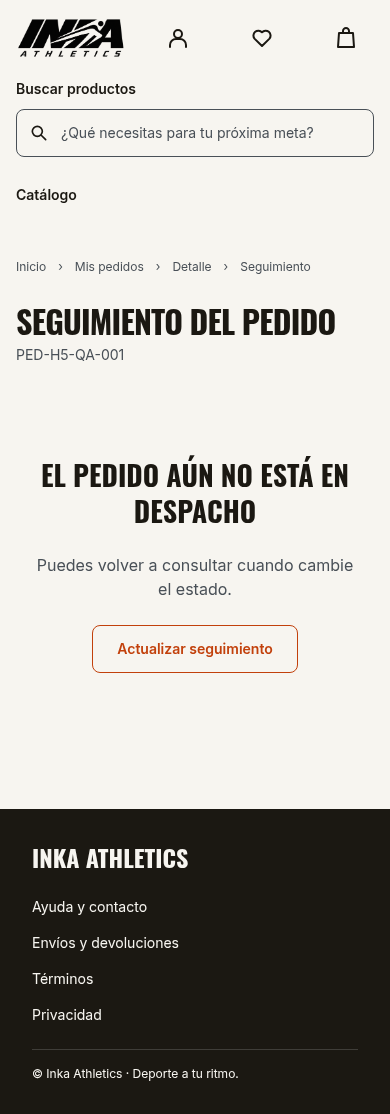 INKA
ATHLETICS
Buscar productos
¿Qué necesitas para tu próxima meta?
Catálogo
Inicio › Mis pedidos › Detalle › Seguimiento
SEGUIMIENTO DEL PEDIDO
PED-H5-QA-001
EL PEDIDO AÚN NO ESTÁ EN
DESPACHO
Puedes volver a consultar cuando cambie
el estado.
Actualizar seguimiento
INKA ATHLETICS
Ayuda y contacto
Envíos y devoluciones
Términos
Privacidad
© Inka Athletics · Deporte a tu ritmo.